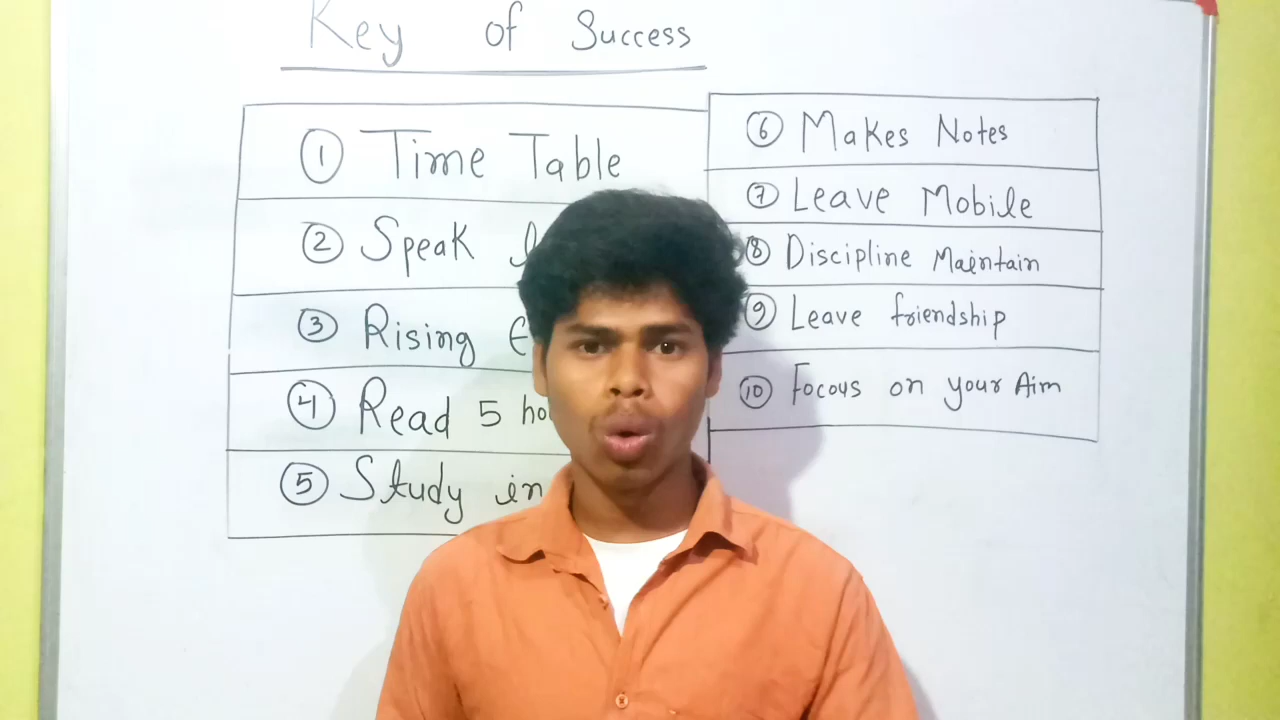 Key of Success
① Time Table
② Speak
③ Rising
④ Read 5
⑤ Study in
⑥ Makes Notes
⑦ Leave Mobile
⑧ Discipline Maintain
⑨ Leave friendship
⑩ Focous on your Aim